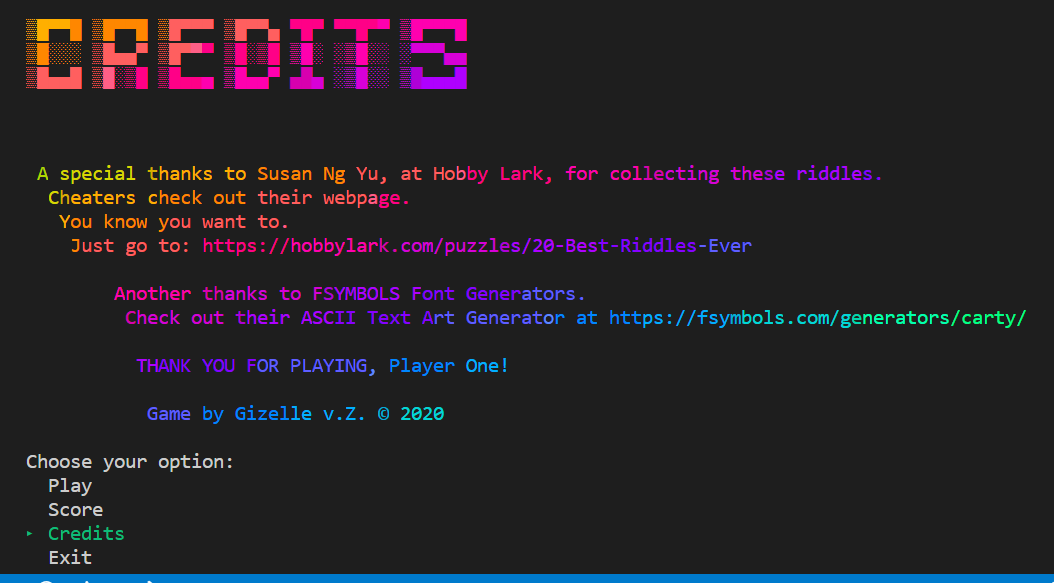 CREDITS
A special thanks to Susan Ng Yu, at Hobby Lark, for collecting these riddles.
Cheaters check out their webpage.
You know you want to.
Just go to: https://hobbylark.com/puzzles/20-Best-Riddles-Ever
Another thanks to FSYMBOLS Font Generators.
Check out their ASCII Text Art Generator at https://fsymbols.com/generators/carty/
THANK YOU FOR PLAYING, Player One!
Game by Gizelle v.Z. © 2020
Choose your option:
Play
Score
‣ Credits
Exit